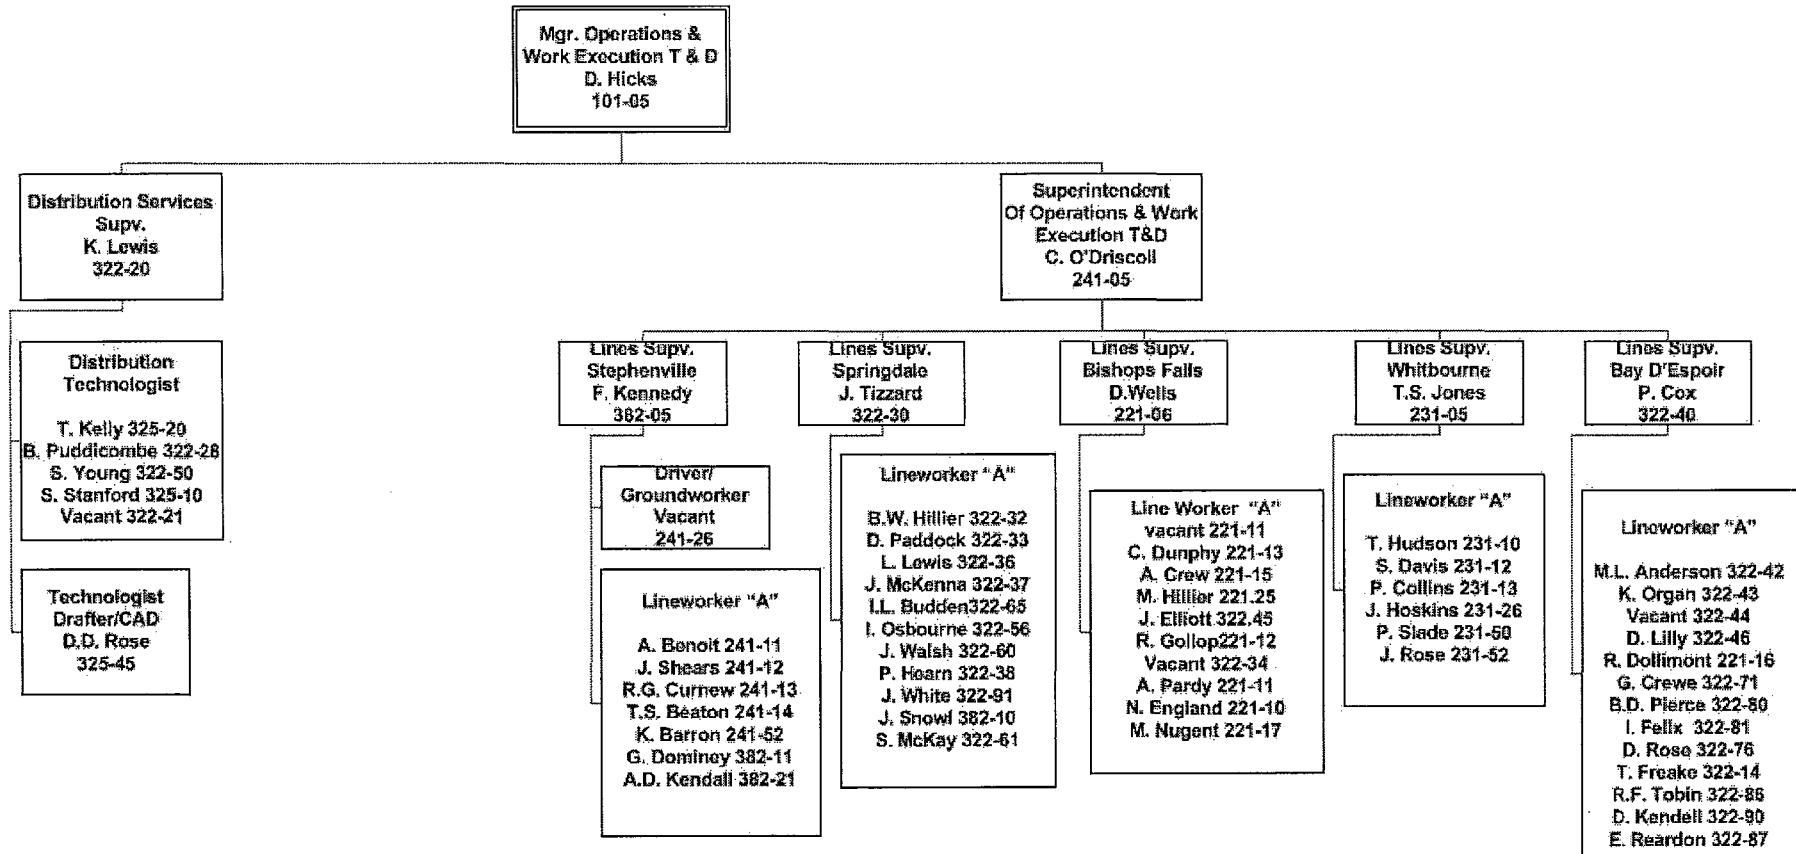 Mgr. Operations &
Work Execution T & D
D. Hicks
101-05
Distribution Services
Supv.
K. Lewis
322-20
Superintendent
Of Operations & Work
Execution T&D
C. O'Driscoll
241-05
Distribution
Technologist
T. Kelly 325-20
B. Puddicombe 322-28
S. Young 322-50
S. Stanford 325-10
Vacant 322-21
Technologist
Drafter/CAD
D.D. Rose
325-45
Lines Supv.
Stephenville
F. Kennedy
382-05
Driver/
Groundworker
Vacant
241-26
Lineworker "A"
A. Benoit 241-11
J. Shears 241-12
R.G. Curnew 241-13
T.S. Beaton 241-14
K. Barron 241-52
G. Dominey 382-11
A.D. Kendall 382-21
Lines Supv.
Springdale
J. Tizzard
322-30
Lineworker "A"
B.W. Hillier 322-32
D. Paddock 322-33
L. Lewis 322-36
J. McKenna 322-37
I.L. Budden322-65
I. Osbourne 322-56
J. Walsh 322-60
P. Hearn 322-38
J. White 322-91
J. Snowl 382-10
S. McKay 322-61
Lines Supv.
Bishops Falls
D.Wells
221-06
Line Worker "A"
vacant 221-11
C. Dunphy 221-13
A. Crew 221-15
M. Hillier 221.25
J. Elliott 322.45
R. Gollop221-12
Vacant 322-34
A. Pardy 221-11
N. England 221-10
M. Nugent 221-17
Lines Supv.
Whitbourne
T.S. Jones
231-05
Lineworker "A"
T. Hudson 231-10
S. Davis 231-12
P. Collins 231-13
J. Hoskins 231-26
P. Slade 231-50
J. Rose 231-52
Lines Supv.
Bay D'Espoir
P. Cox
322-40
Lineworker "A"
M.L. Anderson 322-42
K. Organ 322-43
Vacant 322-44
D. Lilly 322-46
R. Dollimont 221-16
G. Crewe 322-71
B.D. Pierce 322-80
I. Felix 322-81
D. Rose 322-76
T. Freake 322-14
R.F. Tobin 322-86
D. Kendell 322-90
E. Reardon 322-87